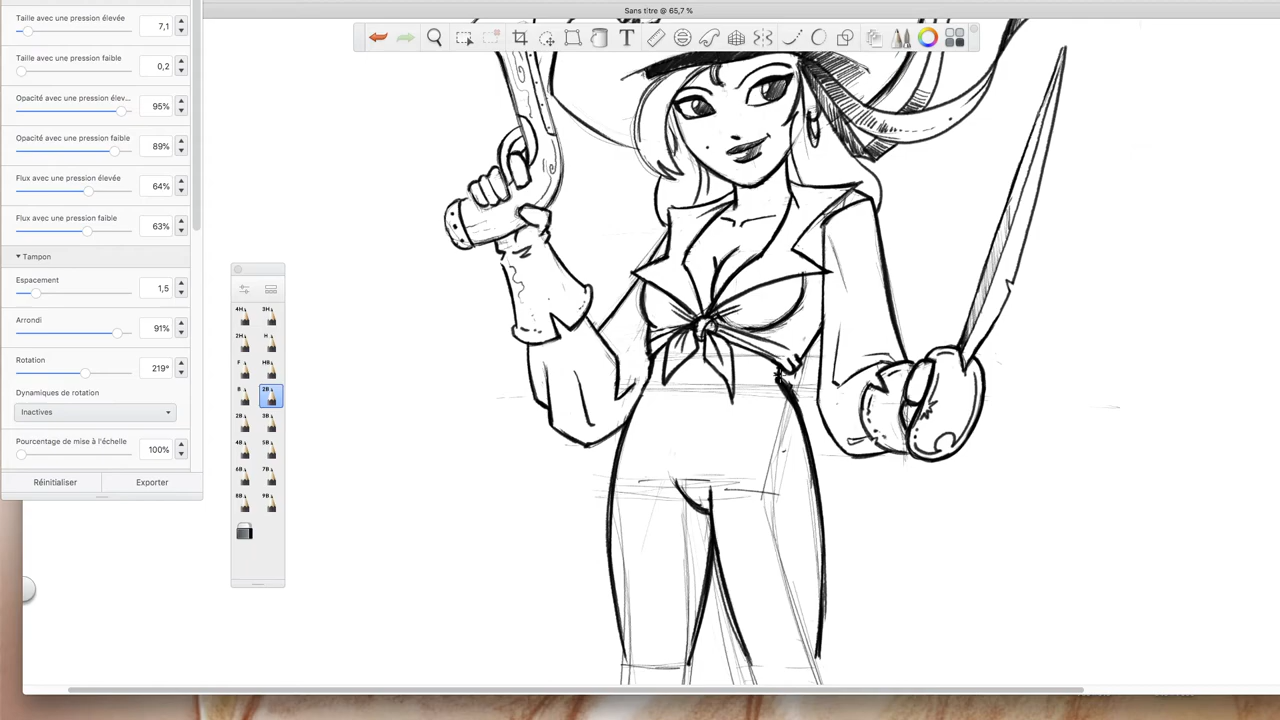 Sans titre @ 65,7 %
Taille avec une pression élevée
7,1
Taille avec une pression faible
0,2
Opacité avec une pression élev...
95%
Opacité avec une pression faible
89%
Flux avec une pression élevée
64%
Flux avec une pression faible
63%
Tampon
Espacement
1,5
Arrondi
91%
Rotation
219°
Dynamiques de rotation
Inactives
Pourcentage de mise à l'échelle
100%
Réinitialiser Exporter
T
4H 3H
2H H
F HB
B 2B
2B 3B
4B 5B
6B 7B
8B 9B